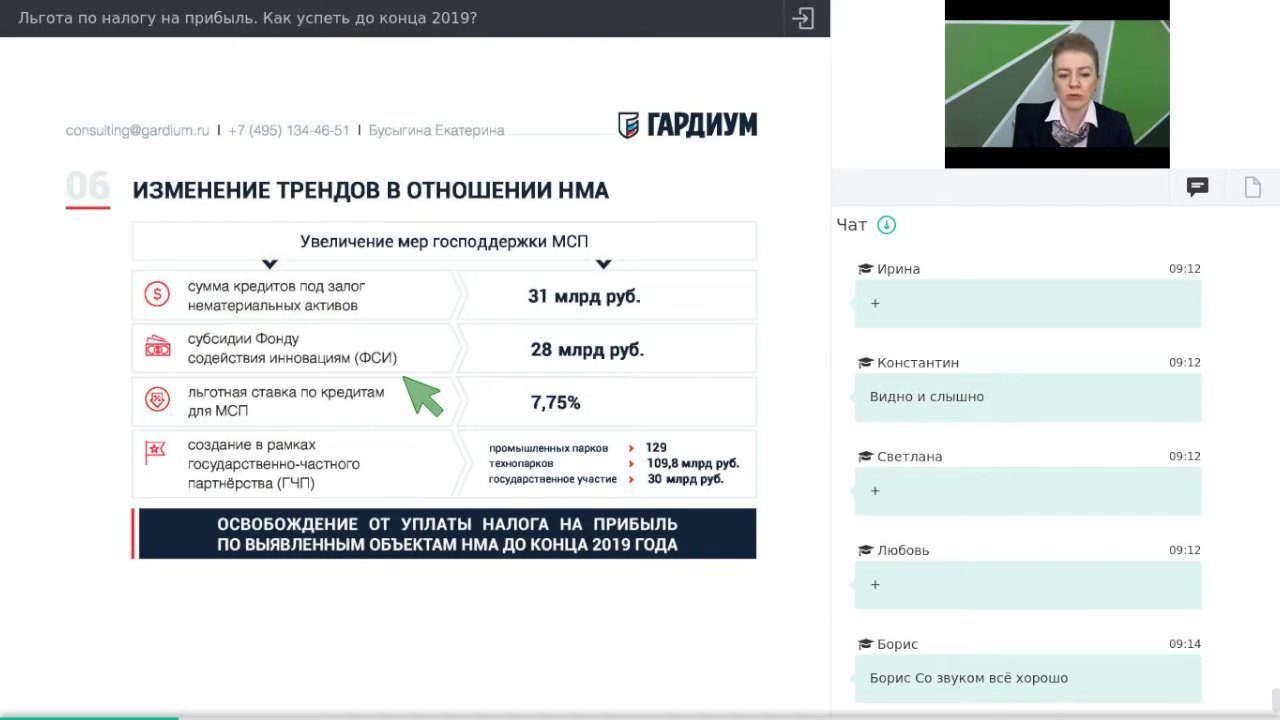 Льгота по налогу на прибыль. Как успеть до конца 2019?
consulting@gardium.ru | +7 (495) 134-46-51 | Бусыгина Екатерина
ГАРДИУМ
06
ИЗМЕНЕНИЕ ТРЕНДОВ В ОТНОШЕНИИ НМА
Увеличение мер господдержки МСП
сумма кредитов под залог
нематериальных активов
31 млрд руб.
субсидии Фонду
содействия инновациям (ФСИ)
28 млрд руб.
льготная ставка по кредитам
для МСП
7,75%
создание в рамках
государственно-частного
партнёрства (ГЧП)
промышленных парков 129
технопарков 109,8 млрд руб.
государственное участие 30 млрд руб.
ОСВОБОЖДЕНИЕ ОТ УПЛАТЫ НАЛОГА НА ПРИБЫЛЬ
ПО ВЫЯВЛЕННЫМ ОБЪЕКТАМ НМА ДО КОНЦА 2019 ГОДА
Чат
Ирина 09:12
+
Константин 09:12
Видно и слышно
Светлана 09:12
+
Любовь 09:12
+
Борис 09:14
Борис Со звуком всё хорошо